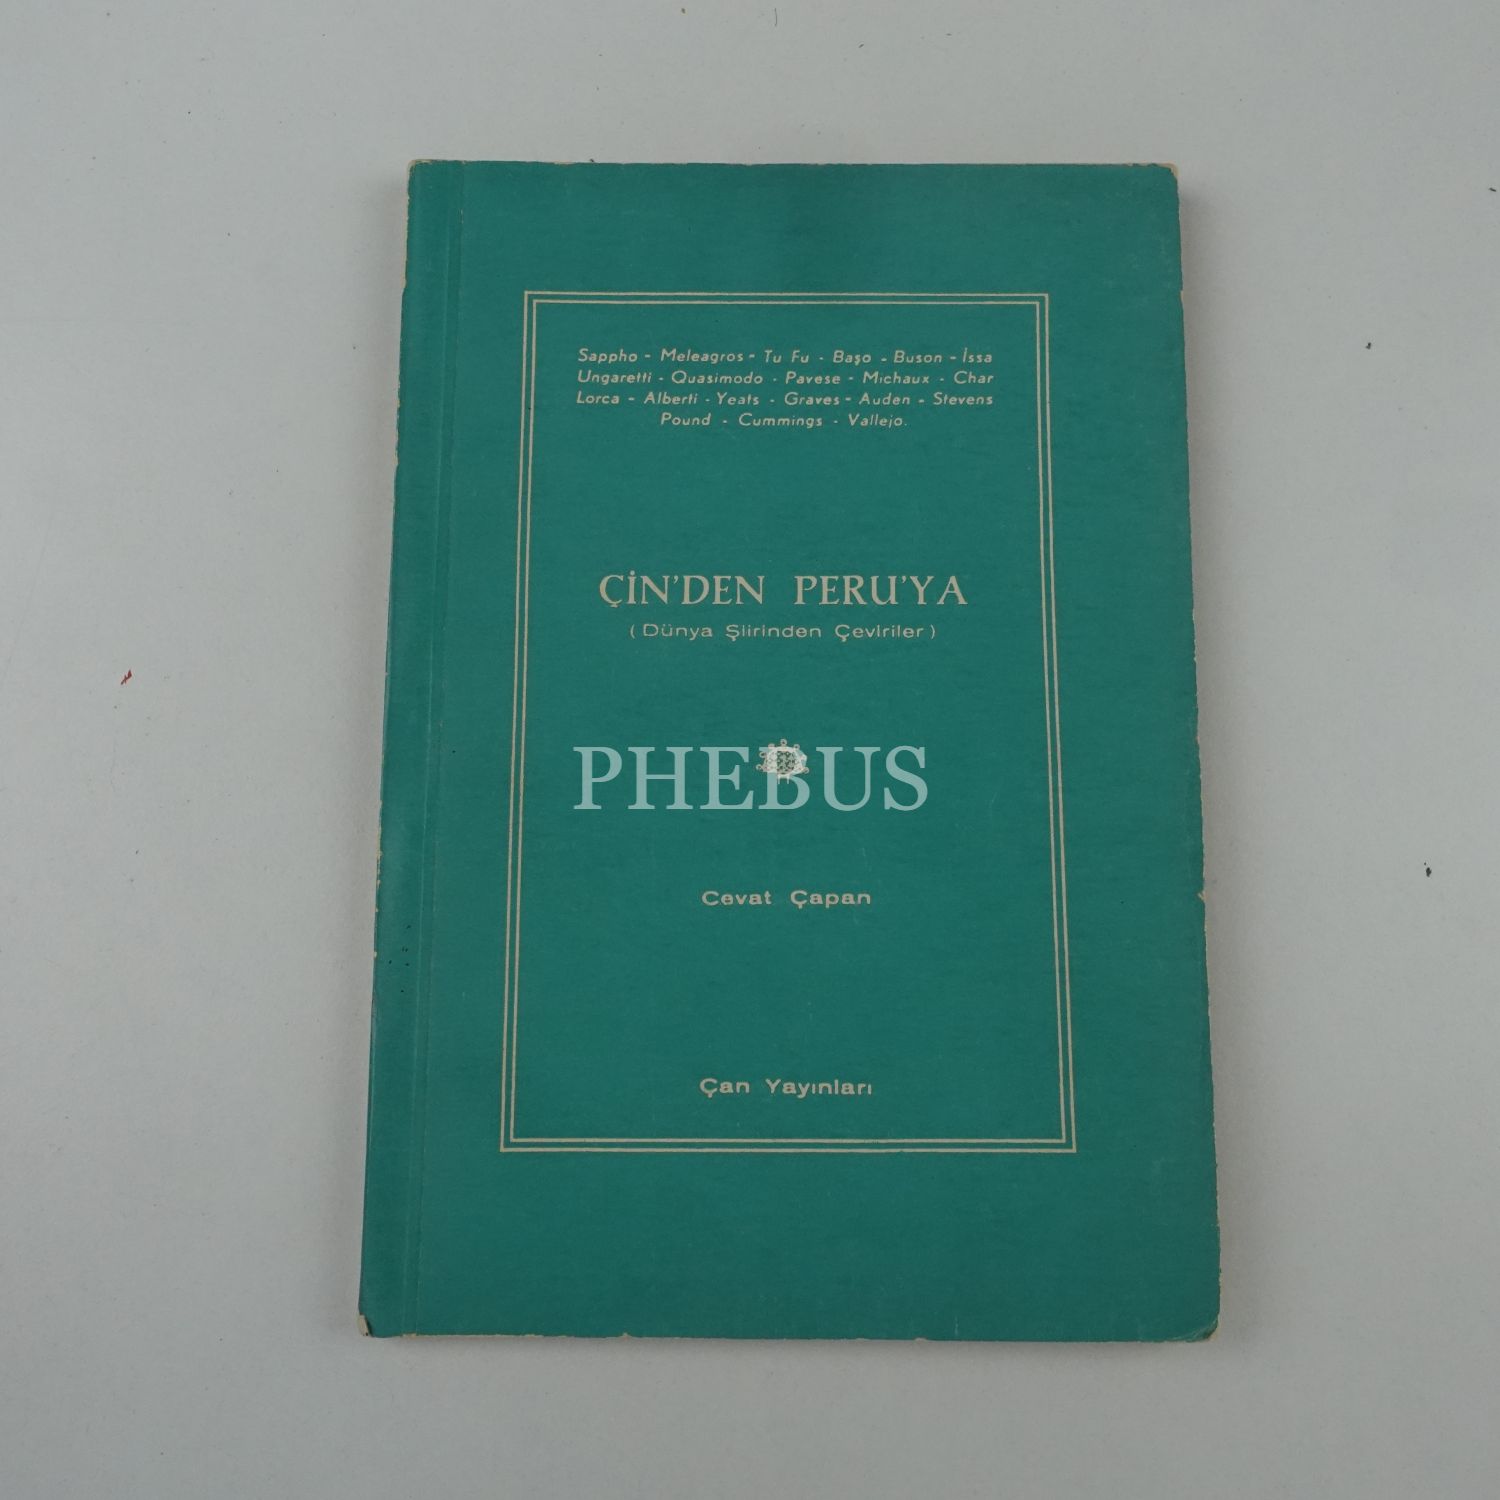 Sappho - Meleagros - Tu Fu - Başo - Buson - İssa
Ungaretti - Quasimodo - Pavese - Michaux - Char
Lorca - Alberti - Yeats - Graves - Auden - Stevens
Pound - Cummings - Vallejo.
ÇİN'DEN PERU'YA
(Dünya Şiirinden Çeviriler)
PHEBUS
Cevat Çapan
Çan Yayınları